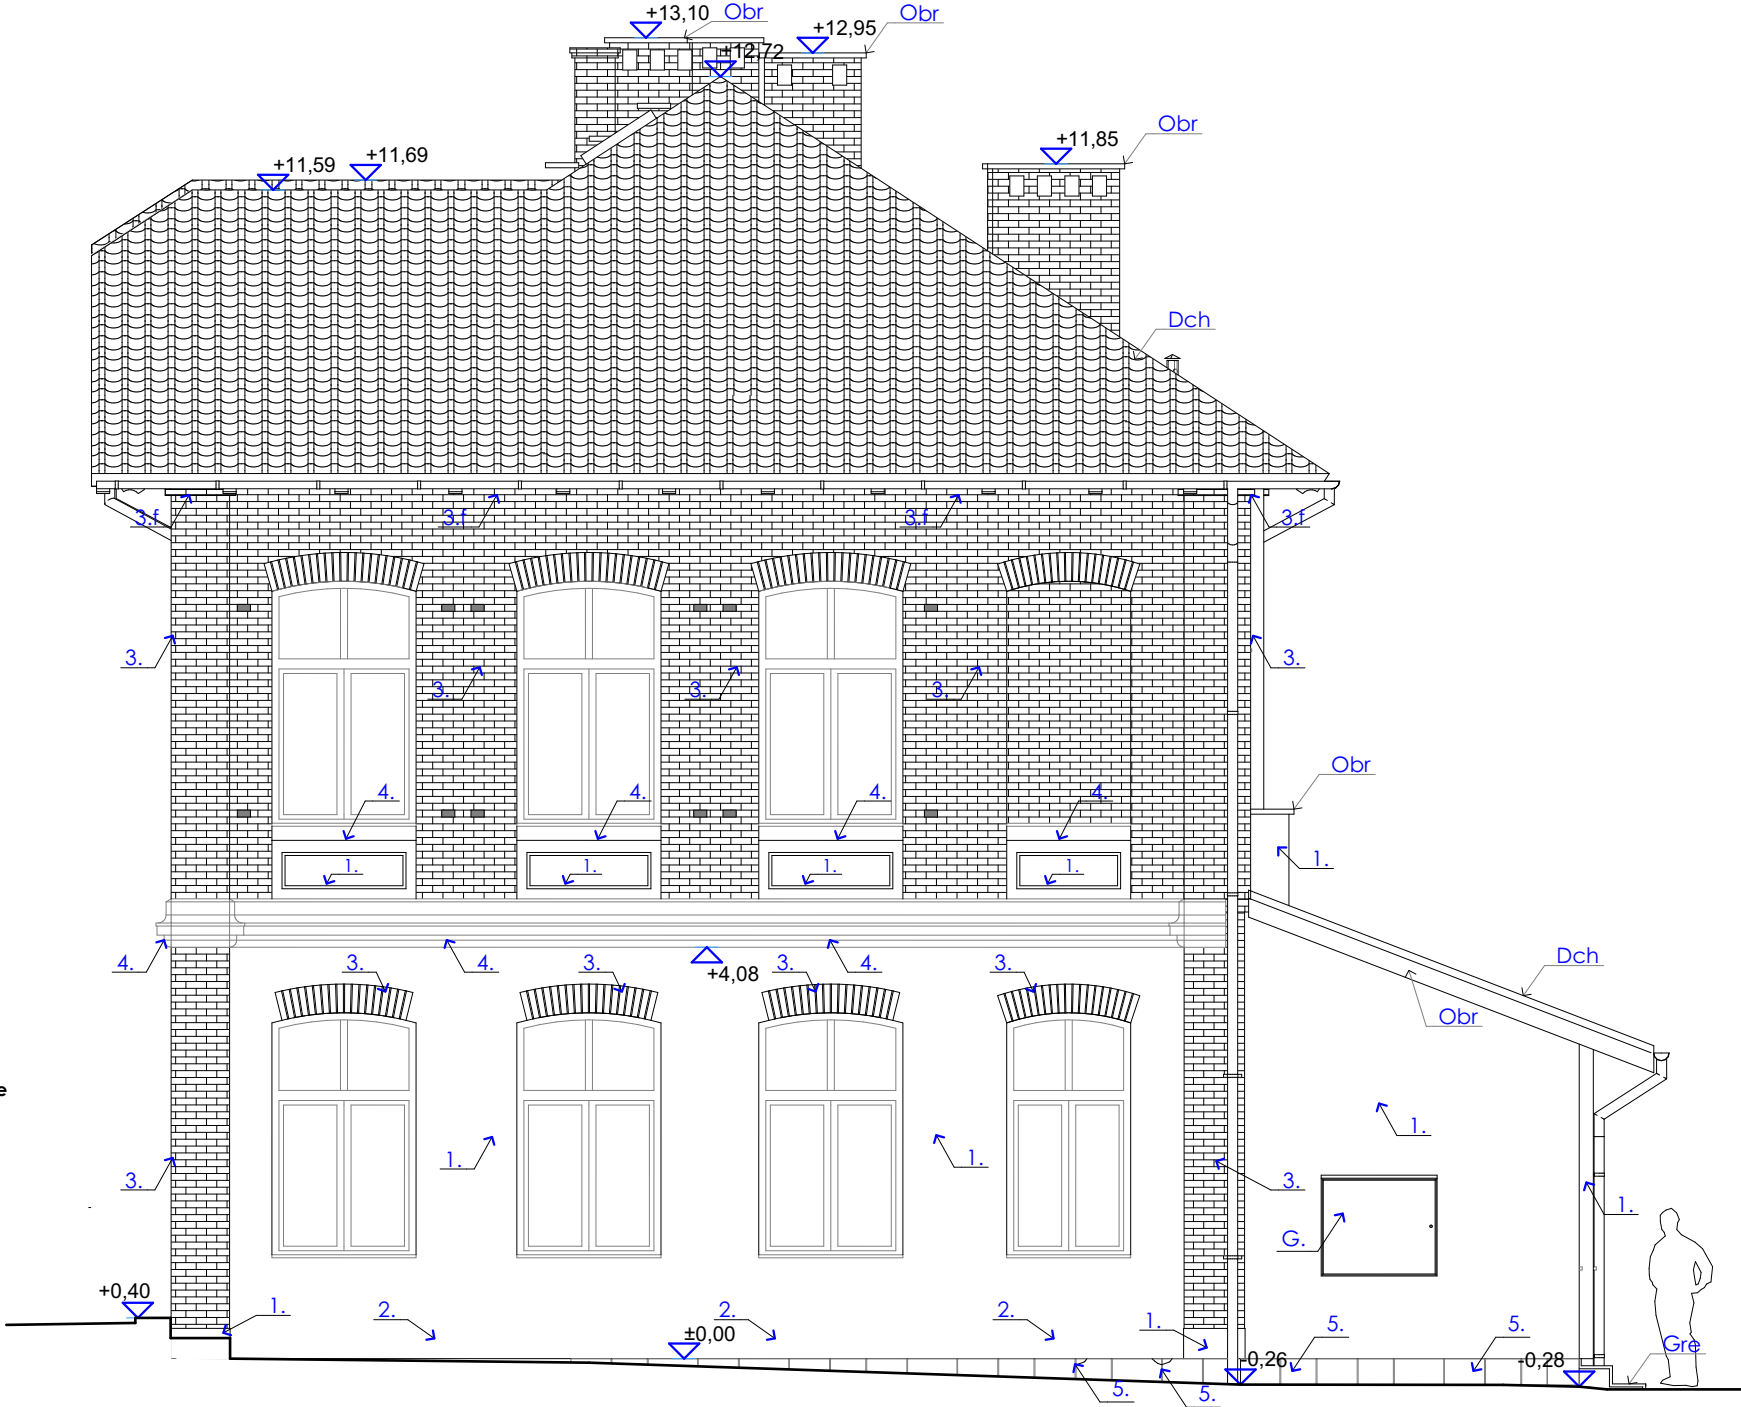 +13,10 Obr Obr
+12,95
+12,72
Obr
+11,85
+11,69
+11,59
Dch
3.f 3.f 3.f 3.f
3. 3.
3. 3. 3.
Obr
4. 4. 4. 4.
1. 1. 1. 1. 1.
Dch
4. 3. 4. 3. 3. 4. 3.
+4,08
Obr
e
1.
1. 1.
3. 3.
1.
G.
+0,40
1. 2. 2. 2. 1. 5. 5.
±0,00
Gre
-0,26 -0,28
5. 5.